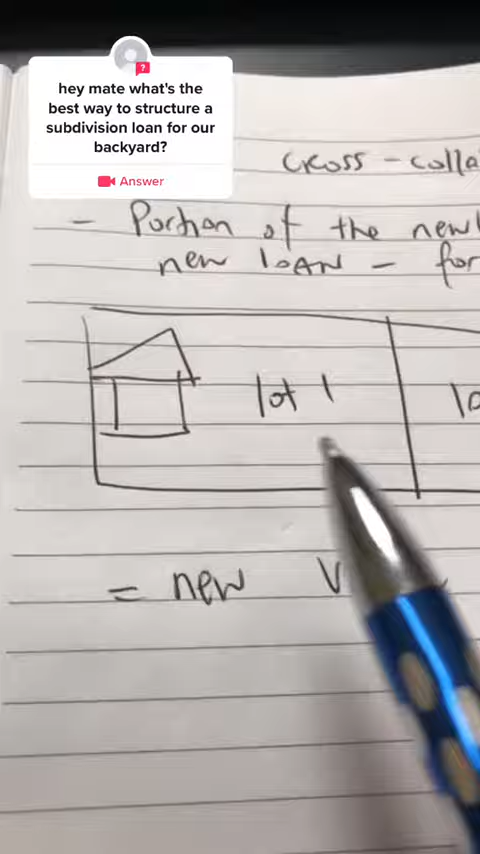 hey mate what's the
best way to structure a
subdivision loan for our
backyard?
Answer
cross-colla
- Portion of the new
new loan - for
lot 1
lo
= new V